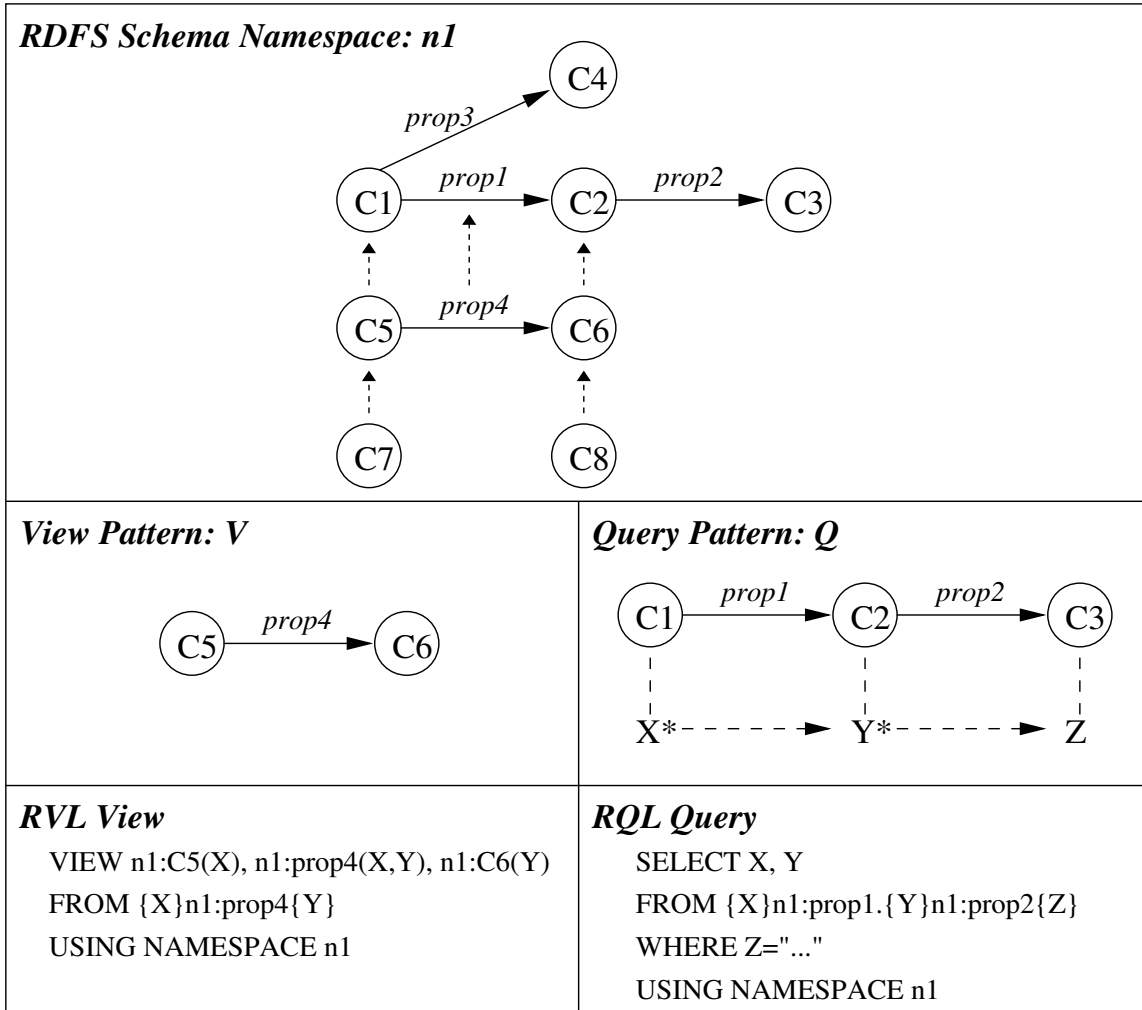 RDFS Schema Namespace: n1
C4
prop3
prop1
prop2
C1
C2
C3
prop4
C5
C6
C7
C8
View Pattern: V
prop4
C5
C6
Query Pattern: Q
prop1
prop2
C1
C2
C3
X*
Y*
Z
RVL View
VIEW n1:C5(X), n1:prop4(X,Y), n1:C6(Y)
FROM {X}n1:prop4{Y}
USING NAMESPACE n1
RQL Query
SELECT X, Y
FROM {X}n1:prop1.{Y}n1:prop2{Z}
WHERE Z="..."
USING NAMESPACE n1